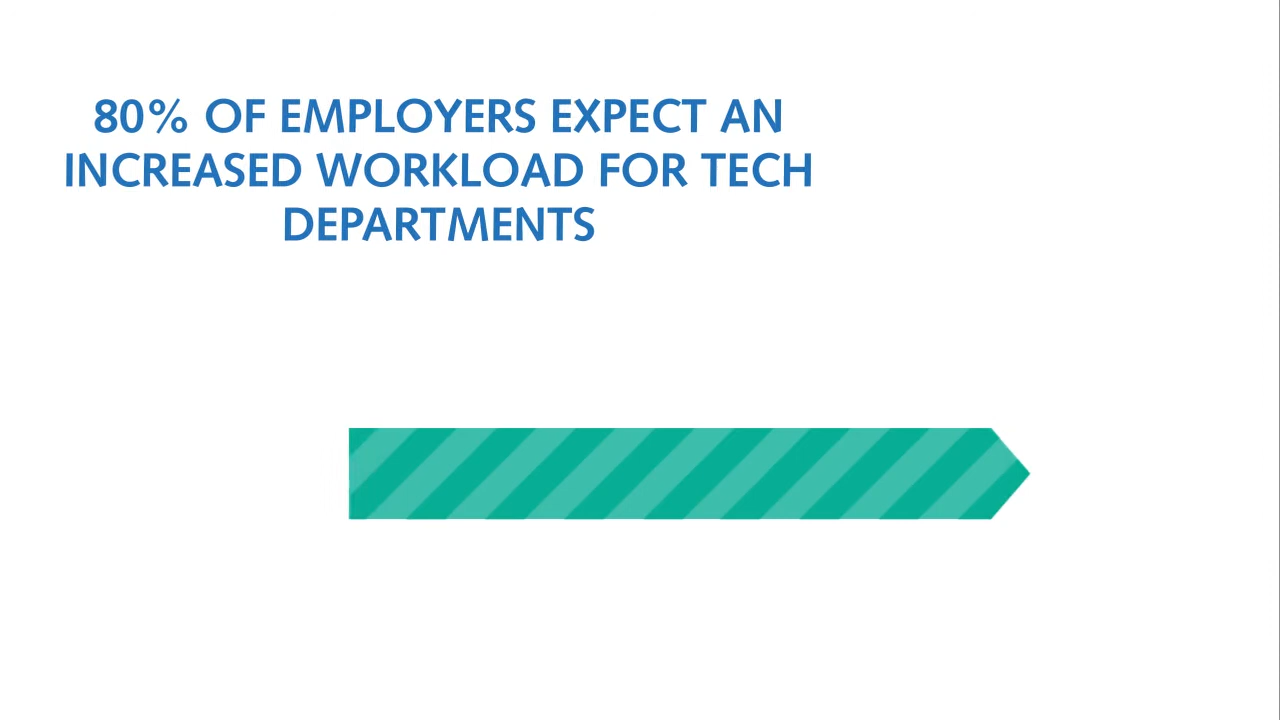 80% OF EMPLOYERS EXPECT AN
INCREASED WORKLOAD FOR TECH
DEPARTMENTS